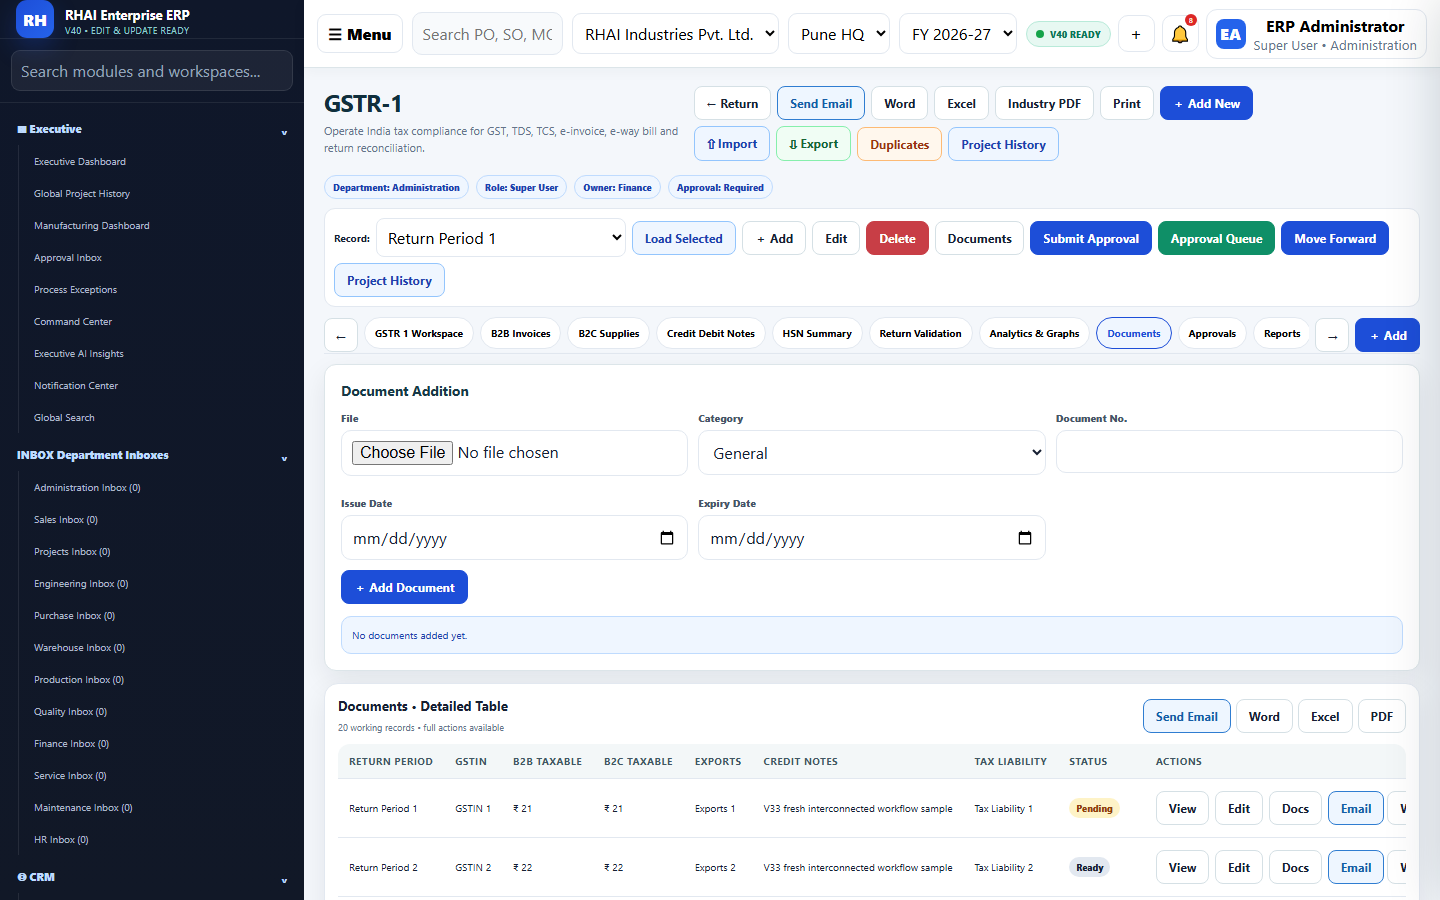 RH
RHAI Enterprise ERP
V40 • EDIT & UPDATE READY
Search modules and workspaces...
Executive
Executive Dashboard
Global Project History
Manufacturing Dashboard
Approval Inbox
Process Exceptions
Command Center
Executive AI Insights
Notification Center
Global Search
INBOX Department Inboxes
Administration Inbox (0)
Sales Inbox (0)
Projects Inbox (0)
Engineering Inbox (0)
Purchase Inbox (0)
Warehouse Inbox (0)
Production Inbox (0)
Quality Inbox (0)
Finance Inbox (0)
Service Inbox (0)
Maintenance Inbox (0)
HR Inbox (0)
CRM
☰ Menu
Search PO, SO, MO
RHAI Industries Pvt. Ltd.
Pune HQ
FY 2026-27
V40 READY
+
8
EA
ERP Administrator
Super User • Administration
GSTR-1
Operate India tax compliance for GST, TDS, TCS, e-invoice, e-way bill and
return reconciliation.
← Return
Send Email
Word
Excel
Industry PDF
Print
+ Add New
⇧ Import
⇩ Export
Duplicates
Project History
Department: Administration
Role: Super User
Owner: Finance
Approval: Required
Record:
Return Period 1
Load Selected
+ Add
Edit
Delete
Documents
Submit Approval
Approval Queue
Move Forward
Project History
←
GSTR 1 Workspace
B2B Invoices
B2C Supplies
Credit Debit Notes
HSN Summary
Return Validation
Analytics & Graphs
Documents
Approvals
Reports
→
+ Add
Document Addition
File
Category
Document No.
Choose File No file chosen
General
Issue Date
Expiry Date
mm/dd/yyyy
mm/dd/yyyy
+ Add Document
No documents added yet.
Documents • Detailed Table
20 working records • full actions available
Send Email
Word
Excel
PDF
RETURN PERIOD GSTIN B2B TAXABLE B2C TAXABLE EXPORTS CREDIT NOTES TAX LIABILITY STATUS ACTIONS
Return Period 1 GSTIN 1 ₹ 21 ₹ 21 Exports 1 V33 fresh interconnected workflow sample Tax Liability 1 Pending View Edit Docs Email
Return Period 2 GSTIN 2 ₹ 22 ₹ 22 Exports 2 V33 fresh interconnected workflow sample Tax Liability 2 Ready View Edit Docs Email